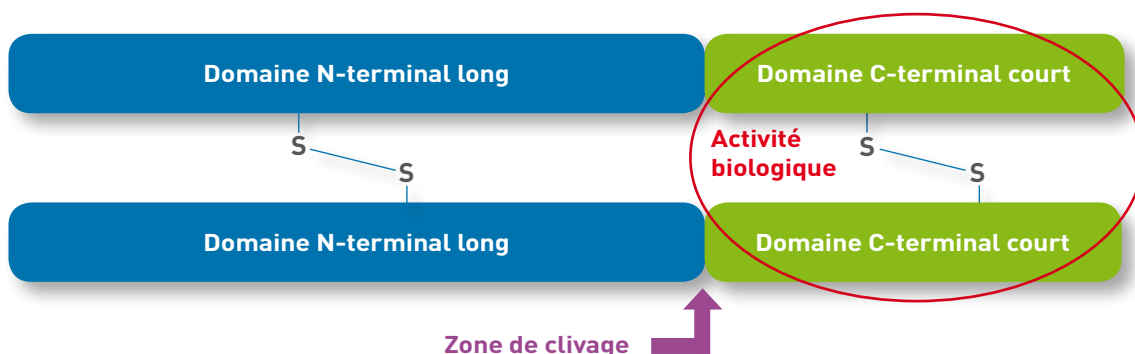 Domaine N-terminal long
Domaine C-terminal court
Activité
biologique
S
S
S
S
Domaine N-terminal long
Domaine C-terminal court
Zone de clivage